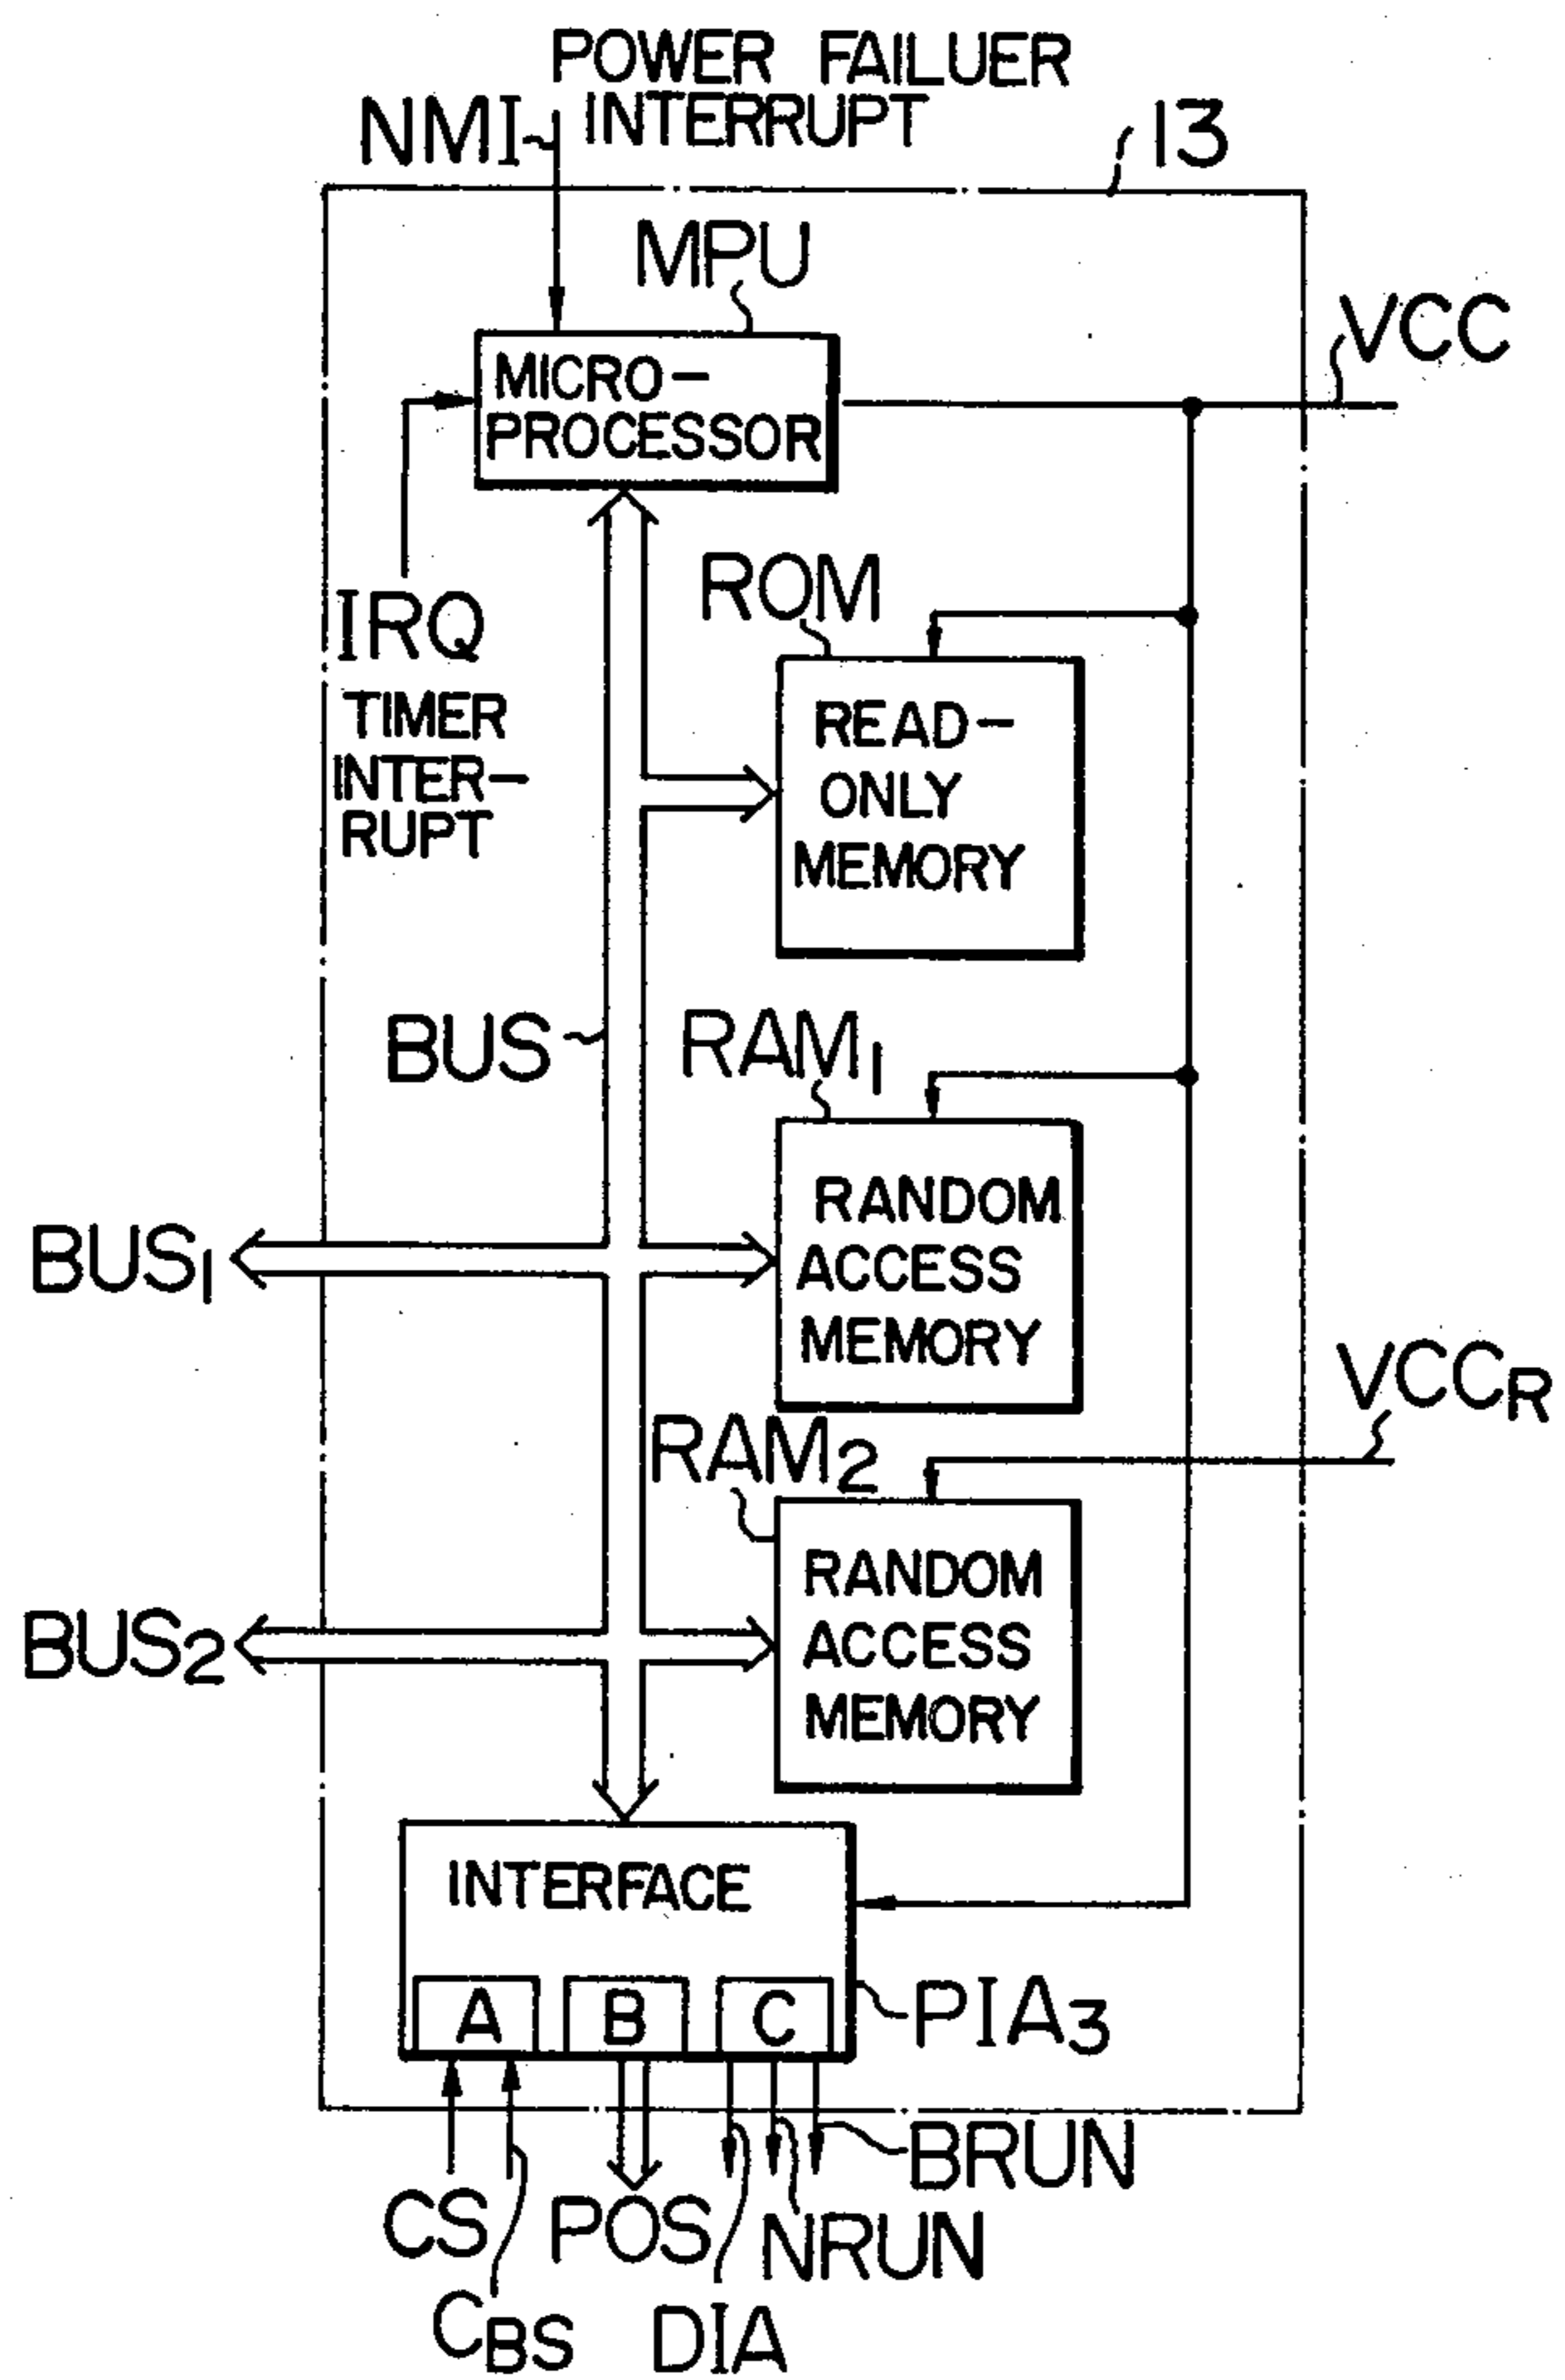 POWER FAILUER
INTERRUPT
NMI
13
MPU
VCC
MICRO-
PROCESSOR
ROM
IRQ
TIMER
INTER-
RUPT
READ-
ONLY
MEMORY
BUS
RAM1
RANDOM
ACCESS
MEMORY
BUS1
VCCR
RAM2
RANDOM
ACCESS
MEMORY
BUS2
INTERFACE
A B C
PIA3
BRUN
CS POS NRUN
CBS DIA